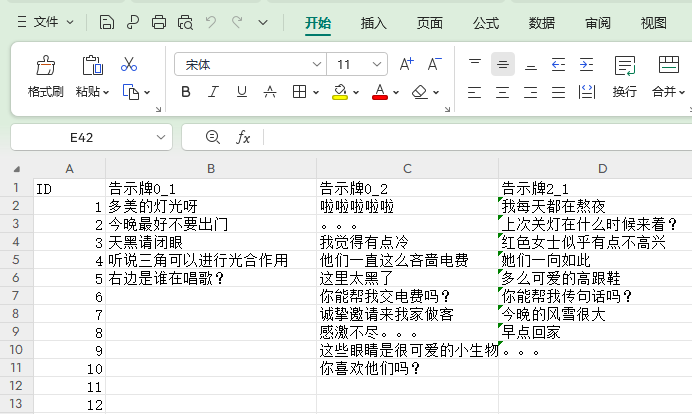 文件 开始 插入 页面 公式 数据 审阅 视图
格式刷 粘贴 宋体 11 A+ A- 换行 合并
B I U A A
E42 fx
A B C D
1 ID 告示牌0_1 告示牌0_2 告示牌2_1
2 1 多美的灯光呀 啦啦啦啦啦 我每天都在熬夜
3 2 今晚最好不要出门 。。。 上次关灯在什么时候来着？
4 3 天黑请闭眼 我觉得有点冷 红色女士似乎有点不高兴
5 4 听说三角可以进行光合作用 他们一直这么吝啬电费 她们一向如此
6 5 右边是谁在唱歌？ 这里太黑了 多么可爱的高跟鞋
7 6 你能帮我交电费吗？ 你能帮我传句话吗？
8 7 诚挚邀请来我家做客 今晚的风雪很大
9 8 感激不尽。。。 早点回家
10 9 这些眼睛是很可爱的小生物 。。。
11 10 你喜欢他们吗？
12 11
13 12